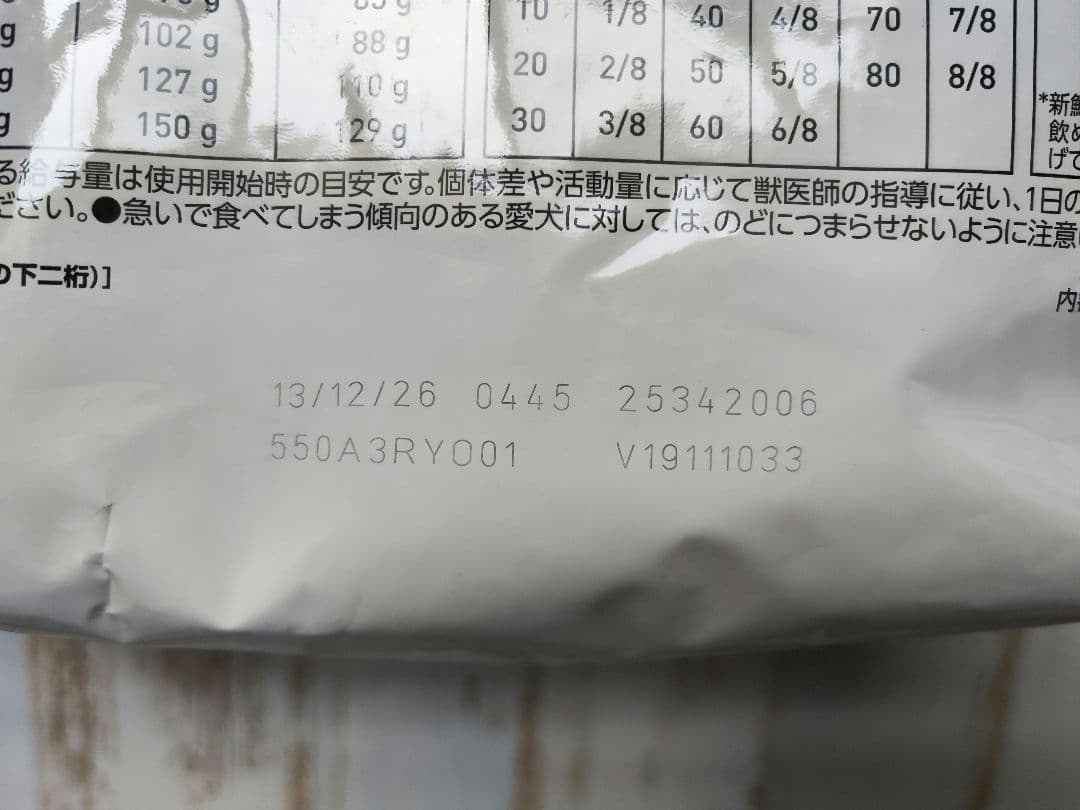 g 102 g 88 g 10 1/8 40 4/8 70 7/8
g 127 g 110 g 20 2/8 50 5/8 80 8/8
g 150 g 129 g 30 3/8 60 6/8
*新鮮
飲め
げて
る給与量は使用開始時の目安です。個体差や活動量に応じて獣医師の指導に従い、1日の
ださい。●急いで食べてしまう傾向のある愛犬に対しては、のどにつまらせないように注意
の下二桁)]
内
13/12/26 0445 25342006
550A3RYO01 V19111033